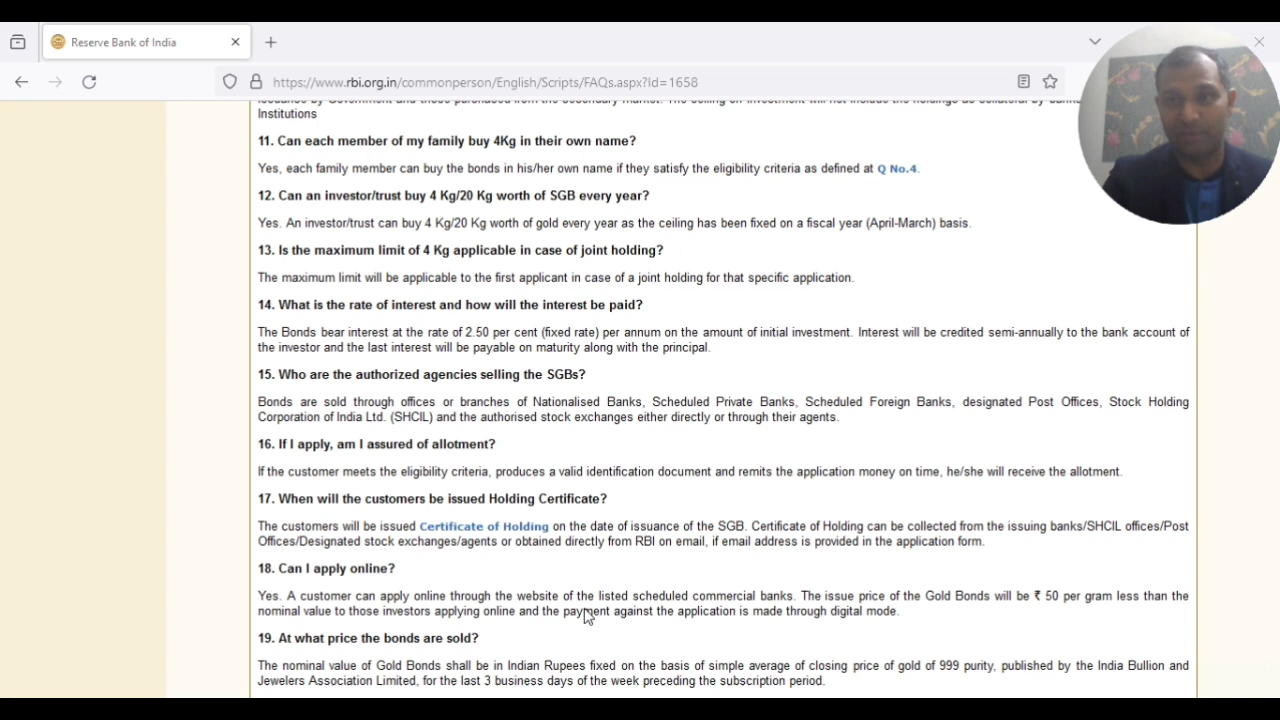 Reserve Bank of India
https://www.rbi.org.in/commonperson/English/Scripts/FAQs.aspx?Id=1658
issuance by Government and those purchased from the secondary market. The ceiling on investment will not include the holdings as collateral by
Institutions
11. Can each member of my family buy 4Kg in their own name?
Yes, each family member can buy the bonds in his/her own name if they satisfy the eligibility criteria as defined at Q No.4.
12. Can an investor/trust buy 4 Kg/20 Kg worth of SGB every year?
Yes. An investor/trust can buy 4 Kg/20 Kg worth of gold every year as the ceiling has been fixed on a fiscal year (April-March) basis.
13. Is the maximum limit of 4 Kg applicable in case of joint holding?
The maximum limit will be applicable to the first applicant in case of a joint holding for that specific application.
14. What is the rate of interest and how will the interest be paid?
The Bonds bear interest at the rate of 2.50 per cent (fixed rate) per annum on the amount of initial investment. Interest will be credited semi-annually to the bank account of
the investor and the last interest will be payable on maturity along with the principal.
15. Who are the authorized agencies selling the SGBs?
Bonds are sold through offices or branches of Nationalised Banks, Scheduled Private Banks, Scheduled Foreign Banks, designated Post Offices, Stock Holding
Corporation of India Ltd. (SHCIL) and the authorised stock exchanges either directly or through their agents.
16. If I apply, am I assured of allotment?
If the customer meets the eligibility criteria, produces a valid identification document and remits the application money on time, he/she will receive the allotment.
17. When will the customers be issued Holding Certificate?
The customers will be issued Certificate of Holding on the date of issuance of the SGB. Certificate of Holding can be collected from the issuing banks/SHCIL offices/Post
Offices/Designated stock exchanges/agents or obtained directly from RBI on email, if email address is provided in the application form.
18. Can I apply online?
Yes. A customer can apply online through the website of the listed scheduled commercial banks. The issue price of the Gold Bonds will be ₹ 50 per gram less than the
nominal value to those investors applying online and the payment against the application is made through digital mode.
19. At what price the bonds are sold?
The nominal value of Gold Bonds shall be in Indian Rupees fixed on the basis of simple average of closing price of gold of 999 purity, published by the India Bullion and
Jewelers Association Limited, for the last 3 business days of the week preceding the subscription period.